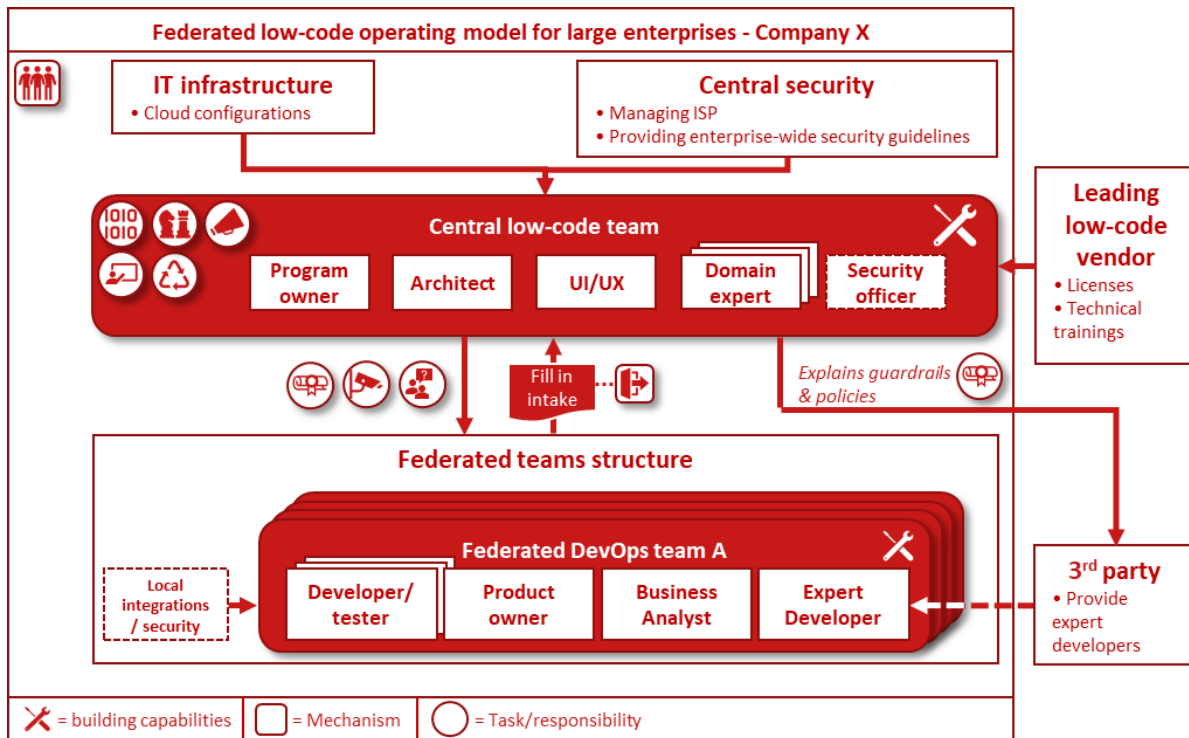 Federated low-code operating model for large enterprises - Company X
IT infrastructure
• Cloud configurations
Central security
• Managing ISP
• Providing enterprise-wide security guidelines
Leading
low-code
vendor
• Licenses
• Technical
trainings
1010
1010
Central low-code team
Program
owner
Architect
UI/UX
Domain
expert
Security
officer
?
Fill in
intake
...
Explains guardrails
& policies
Federated teams structure
Federated DevOps team A
Local
integrations
/ security
Developer/
tester
Product
owner
Business
Analyst
Expert
Developer
3rd party
• Provide
expert
developers
= building capabilities
= Mechanism
= Task/responsibility